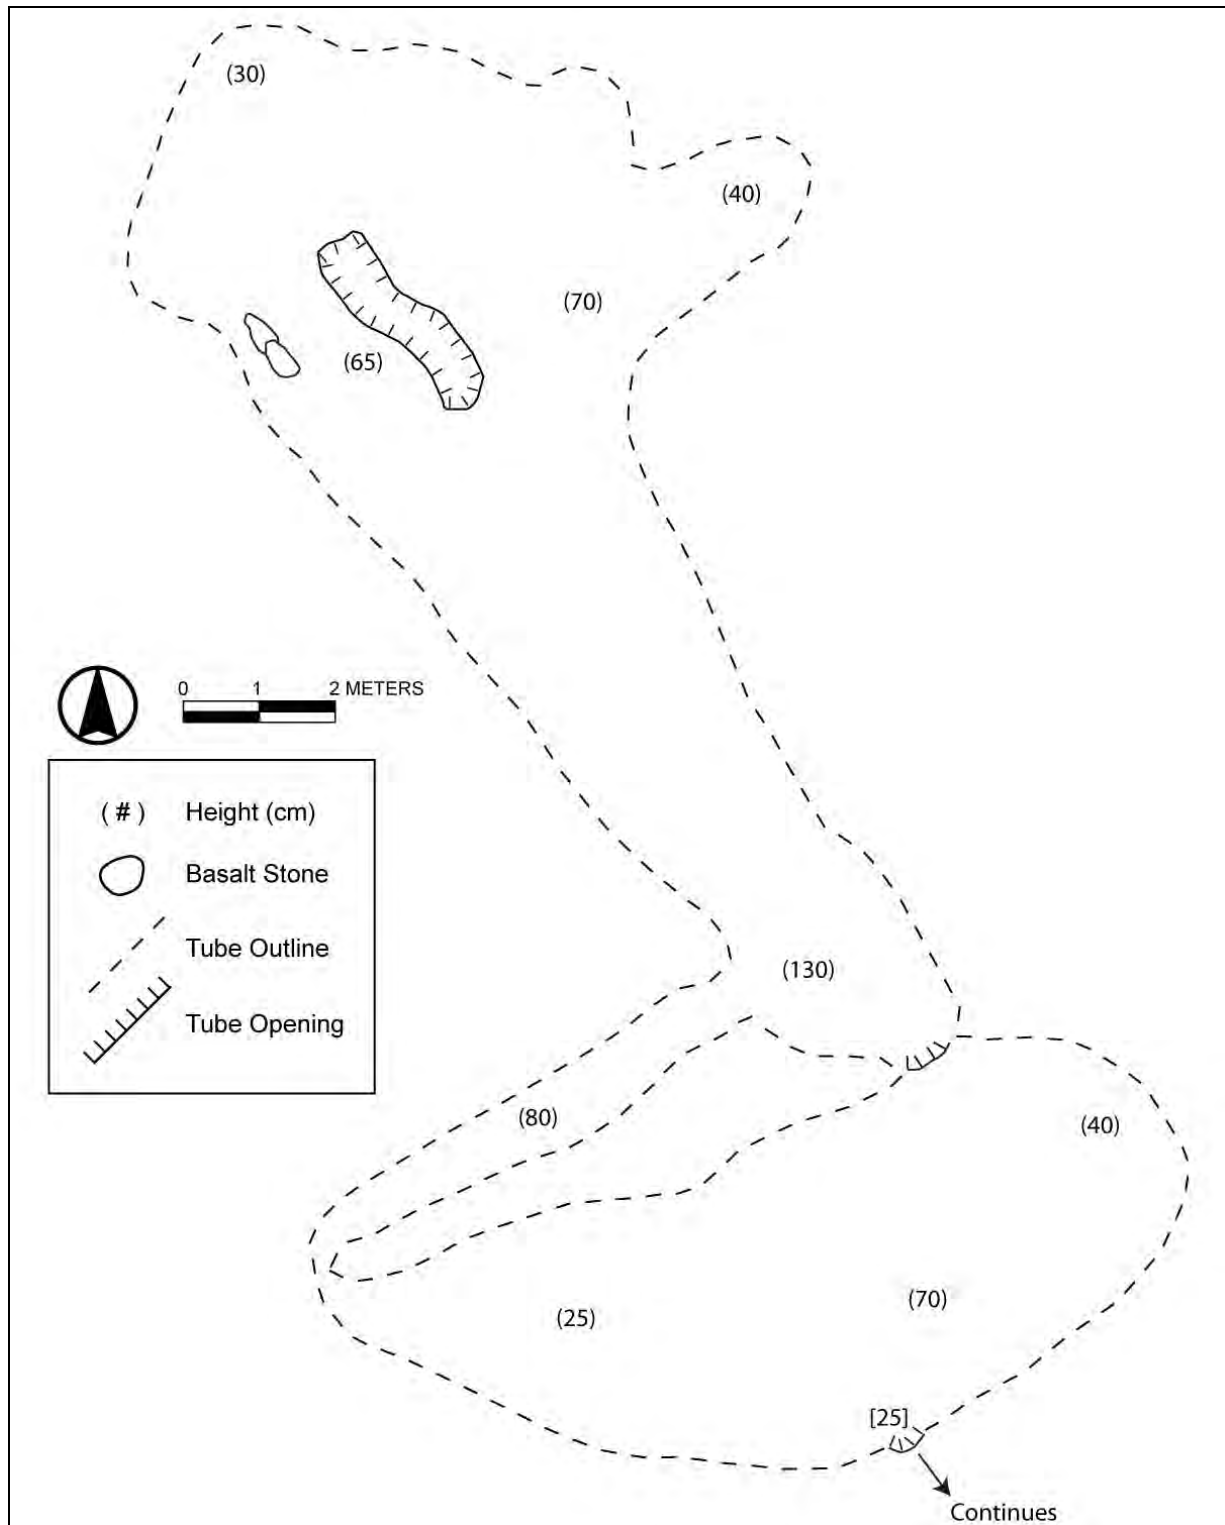 (30)
(40)
(70)
(65)
0 1 2 METERS
( # ) Height (cm)
Basalt Stone
Tube Outline
Tube Opening
(130)
(80)
(40)
(70)
(25)
[25]
Continues